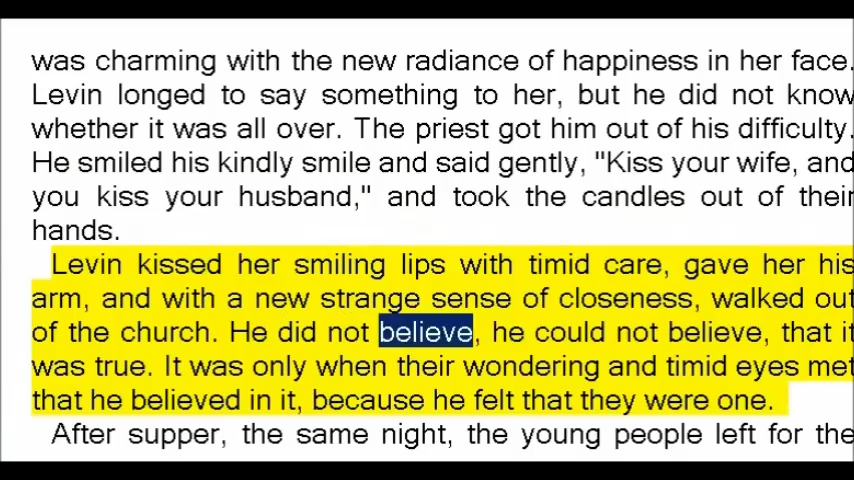 was charming with the new radiance of happiness in her face.
Levin longed to say something to her, but he did not know
whether it was all over. The priest got him out of his difficulty.
He smiled his kindly smile and said gently, "Kiss your wife, and
you kiss your husband," and took the candles out of their
hands.
Levin kissed her smiling lips with timid care, gave her his
arm, and with a new strange sense of closeness, walked out
of the church. He did not believe, he could not believe, that it
was true. It was only when their wondering and timid eyes met
that he believed in it, because he felt that they were one.
After supper, the same night, the young people left for the